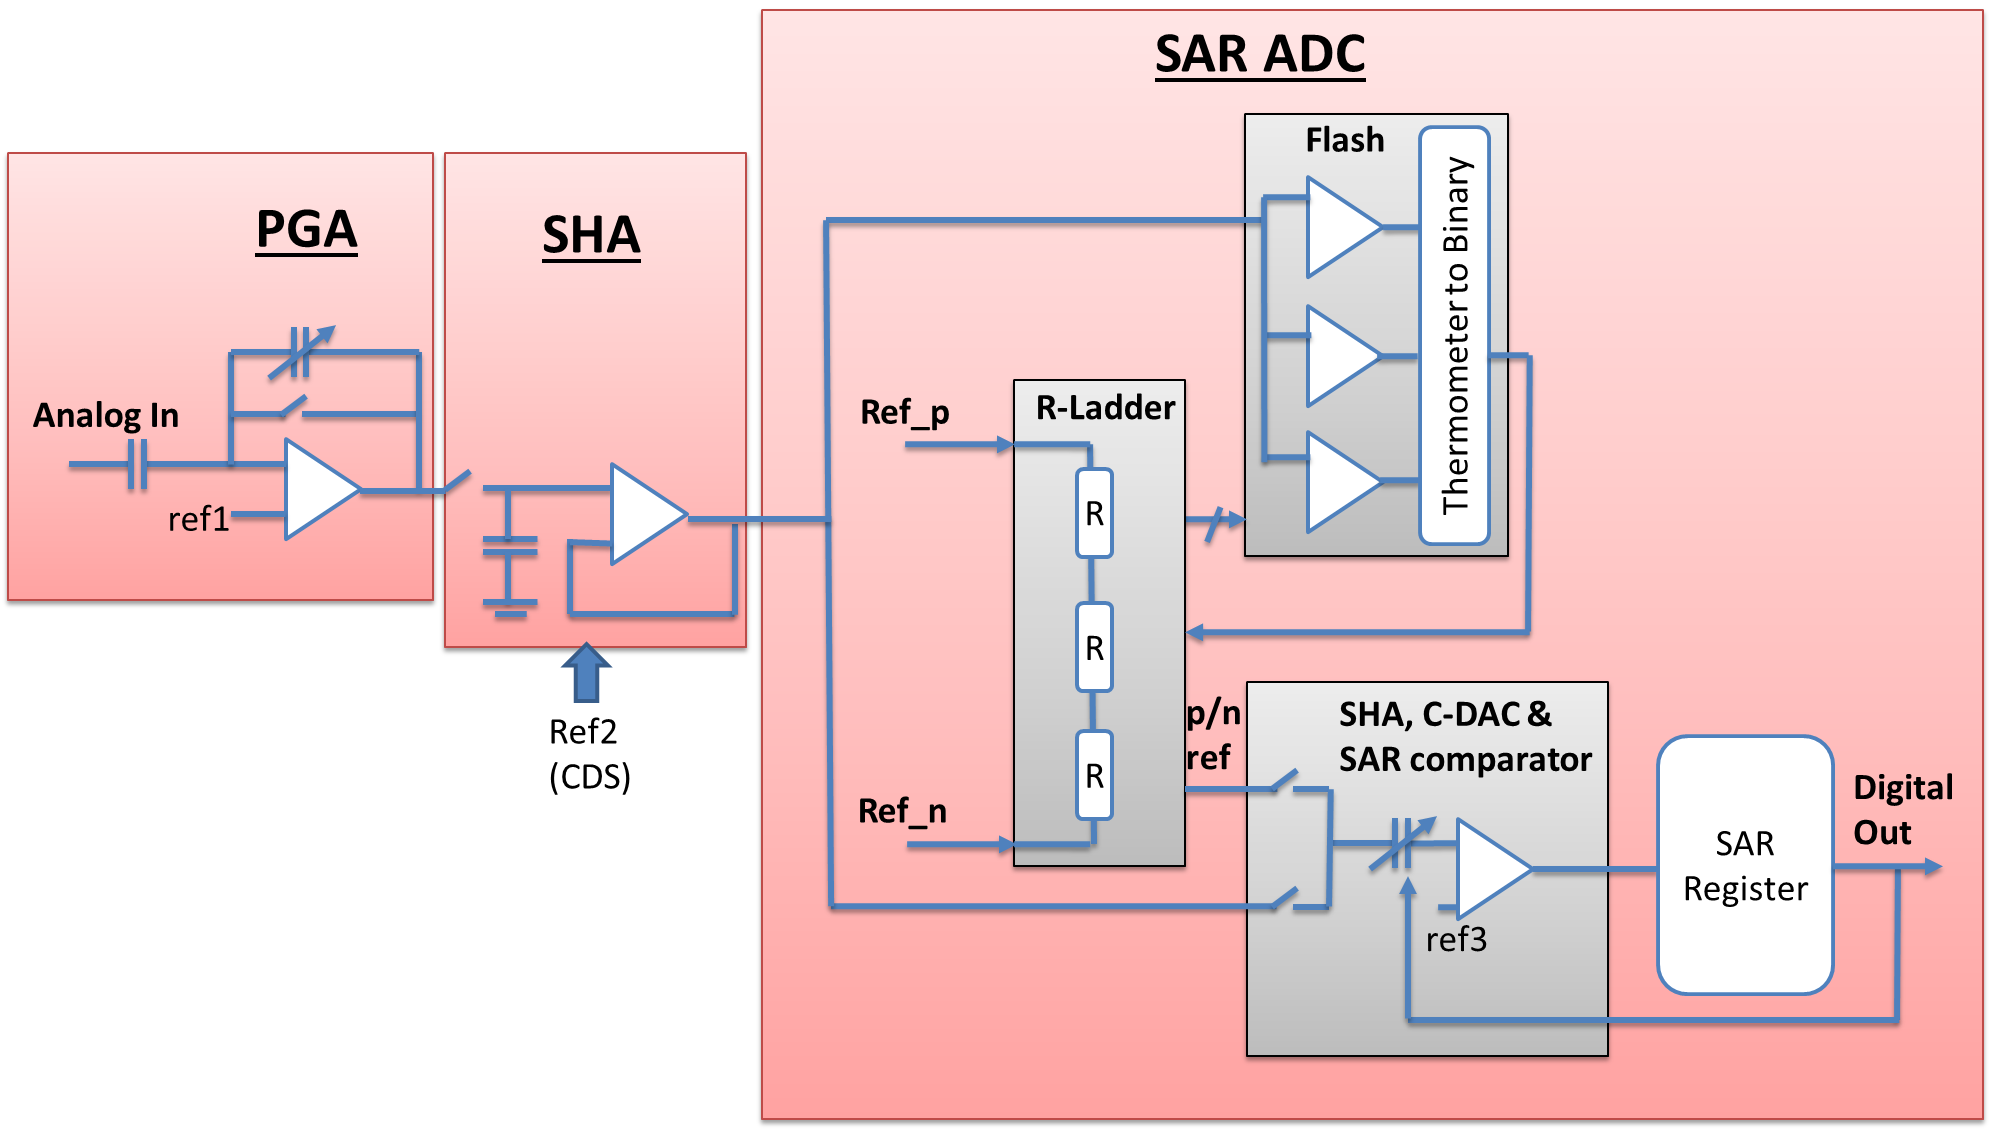 SAR ADC
PGA
SHA
Flash
Thermometer to Binary
Analog In
ref1
Ref_p
R-Ladder
R
R
R
Ref2
(CDS)
Ref_n
p/n
ref
SHA, C-DAC &
SAR comparator
ref3
SAR
Register
Digital
Out